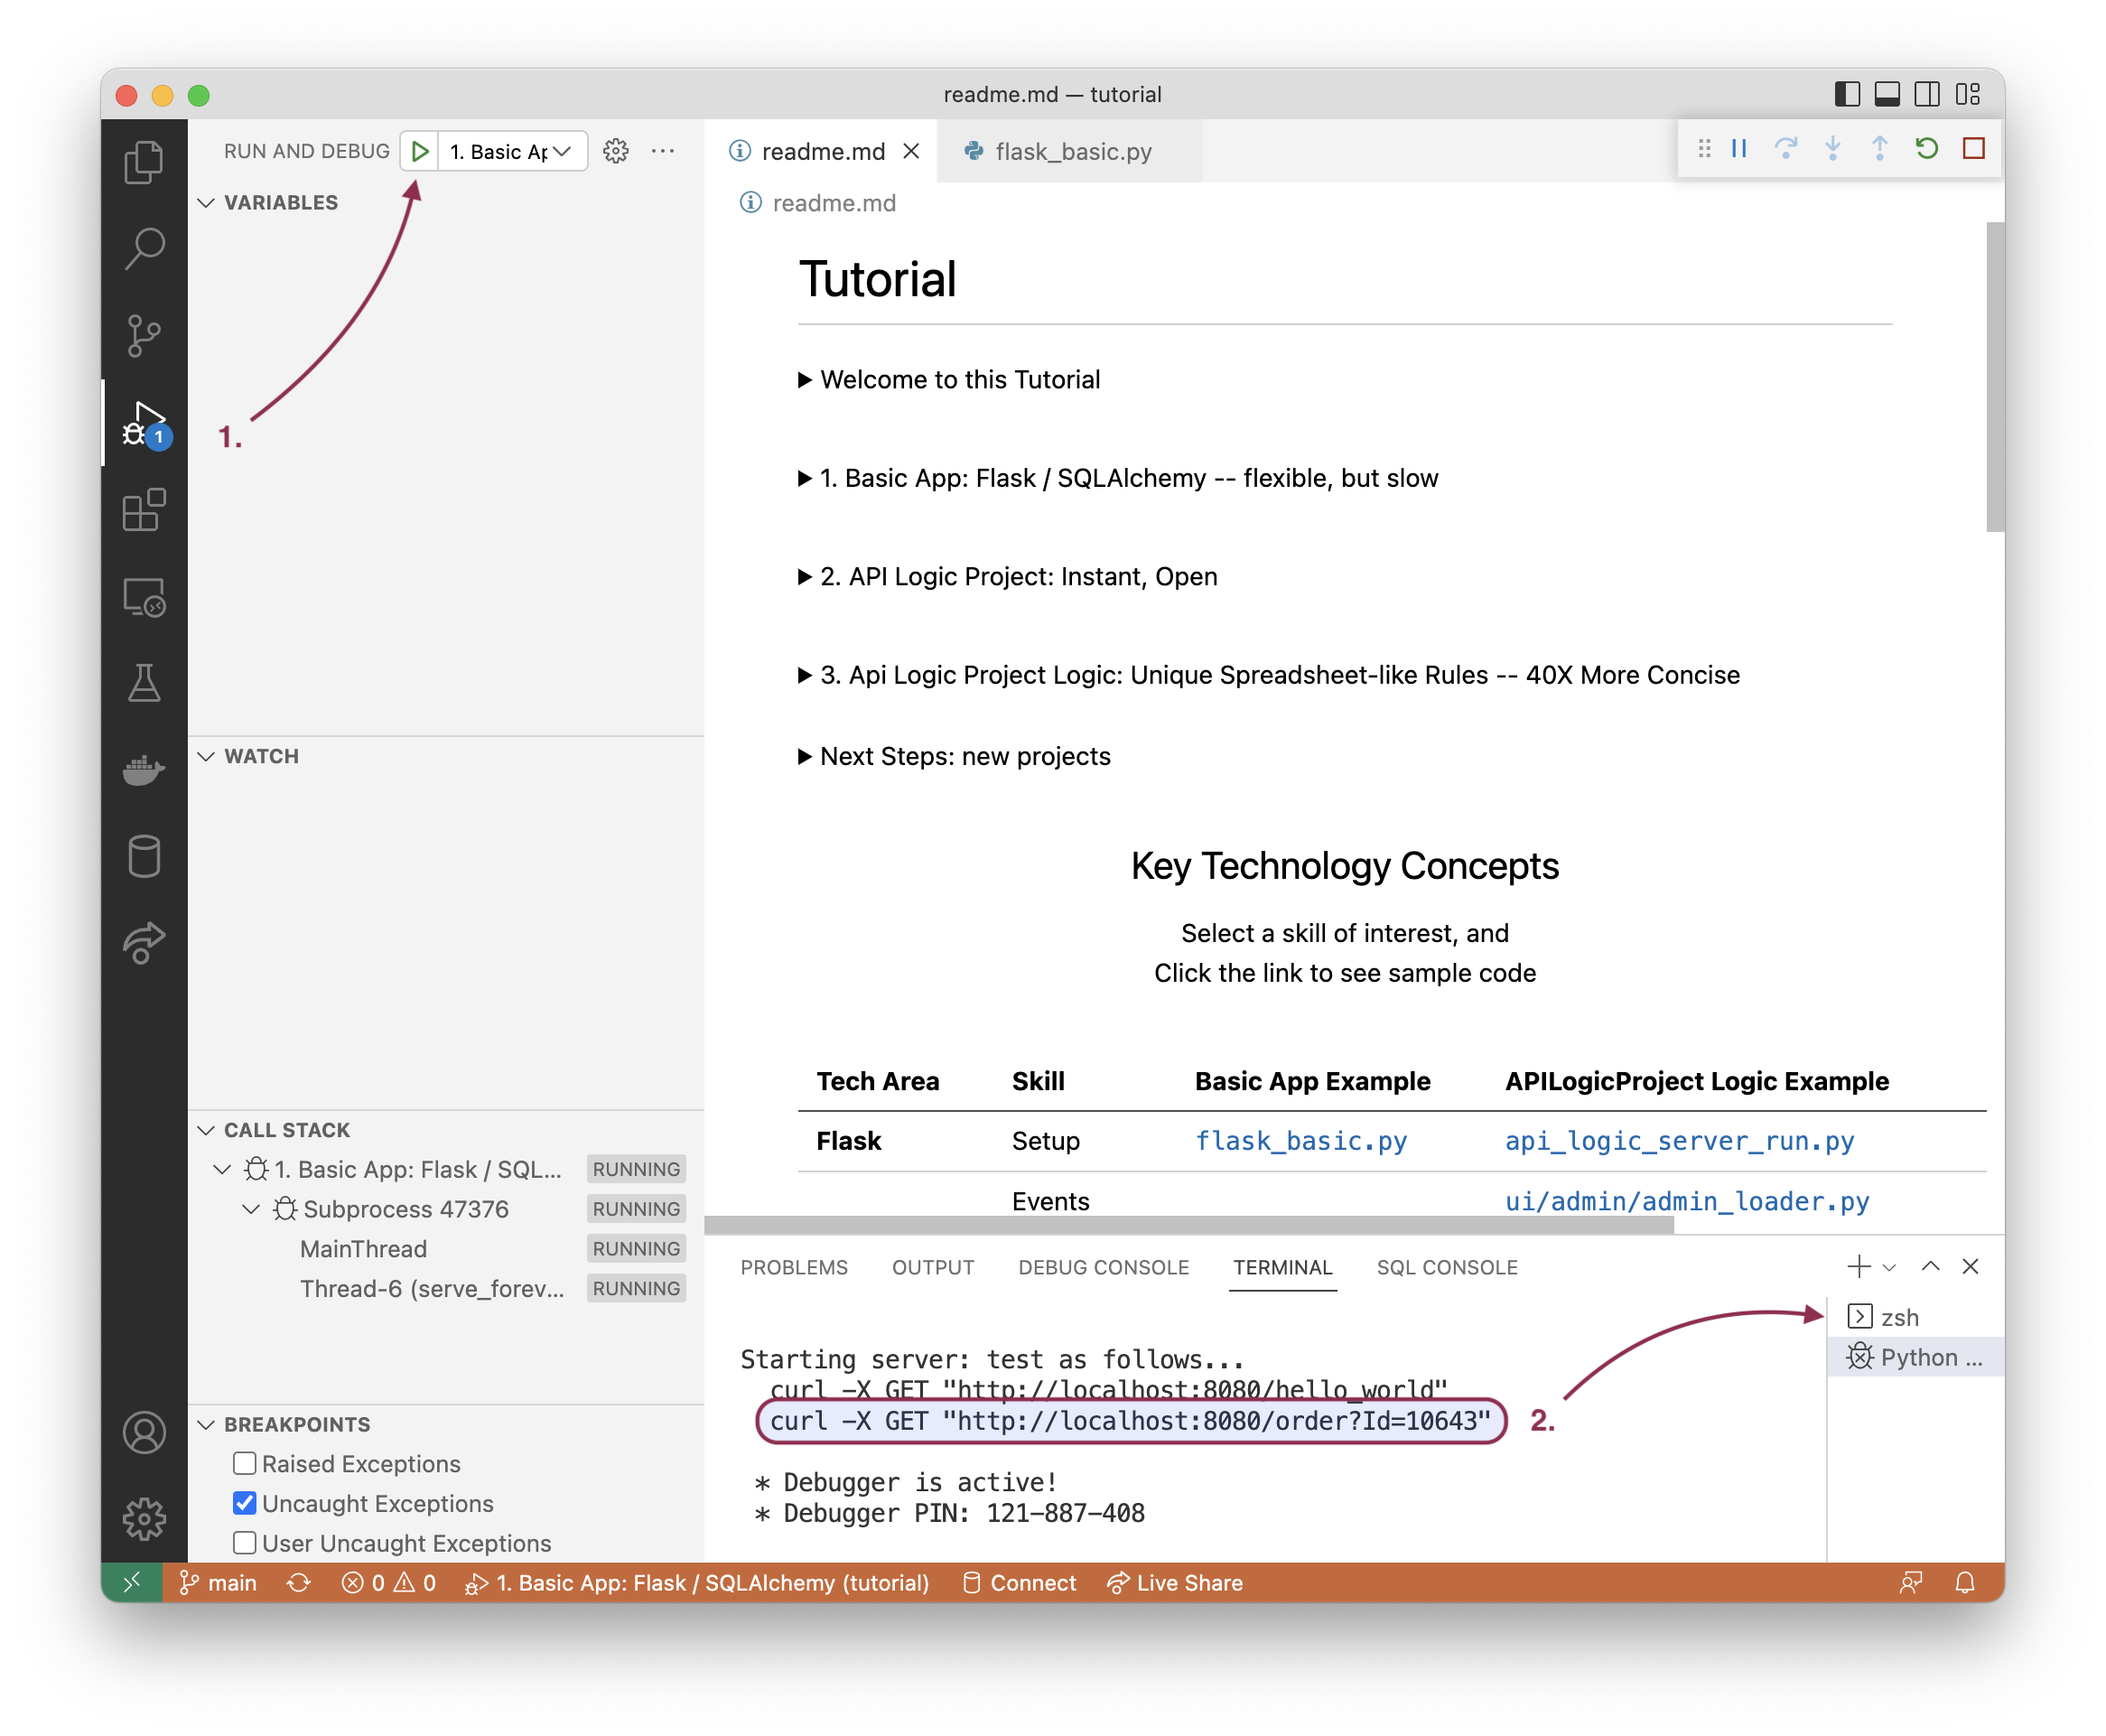 readme.md — tutorial
RUN AND DEBUG
1. Basic Ap
VARIABLES
1.
1
WATCH
CALL STACK
1. Basic App: Flask / SQL... RUNNING
Subprocess 47376 RUNNING
MainThread RUNNING
Thread-6 (serve_forev... RUNNING
BREAKPOINTS
Raised Exceptions
Uncaught Exceptions
User Uncaught Exceptions
readme.md
flask_basic.py
readme.md
Tutorial
Welcome to this Tutorial
1. Basic App: Flask / SQLAlchemy -- flexible, but slow
2. API Logic Project: Instant, Open
3. Api Logic Project Logic: Unique Spreadsheet-like Rules -- 40X More Concise
Next Steps: new projects
Key Technology Concepts
Select a skill of interest, and
Click the link to see sample code
Tech Area Skill Basic App Example APILogicProject Logic Example
Flask Setup flask_basic.py api_logic_server_run.py
Events ui/admin/admin_loader.py
PROBLEMS OUTPUT DEBUG CONSOLE TERMINAL SQL CONSOLE
Starting server: test as follows...
curl -X GET "http://localhost:8080/hello_world"
curl -X GET "http://localhost:8080/order?Id=10643"
2.
* Debugger is active!
* Debugger PIN: 121-887-408
zsh
Python ...
main 0 0 1. Basic App: Flask / SQLAlchemy (tutorial) Connect Live Share